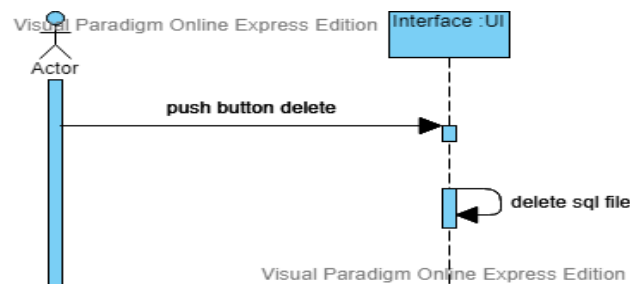 Visual Paradigm Online Express Edition
Interface :UI
Actor
push button delete
delete sql file
Visual Paradigm Online Express Edition